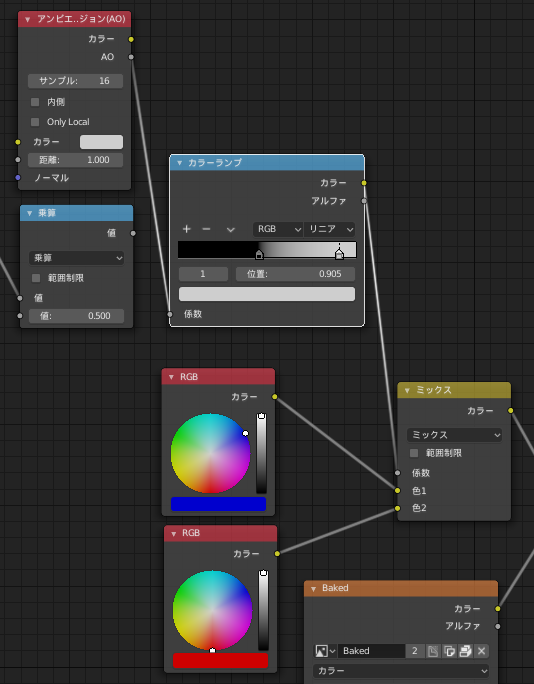 アンビエ..ジョン(AO)
カラー
AO
サンプル: 16
内側
Only Local
カラー
距離: 1.000
ノーマル
乗算
値
乗算
範囲制限
値
値: 0.500
カラーランプ
カラー
アルファ
RGB リニア
1 位置: 0.905
係数
RGB
カラー
RGB
カラー
ミックス
カラー
ミックス
範囲制限
係数
色1
色2
Baked
カラー
アルファ
Baked 2
カラー